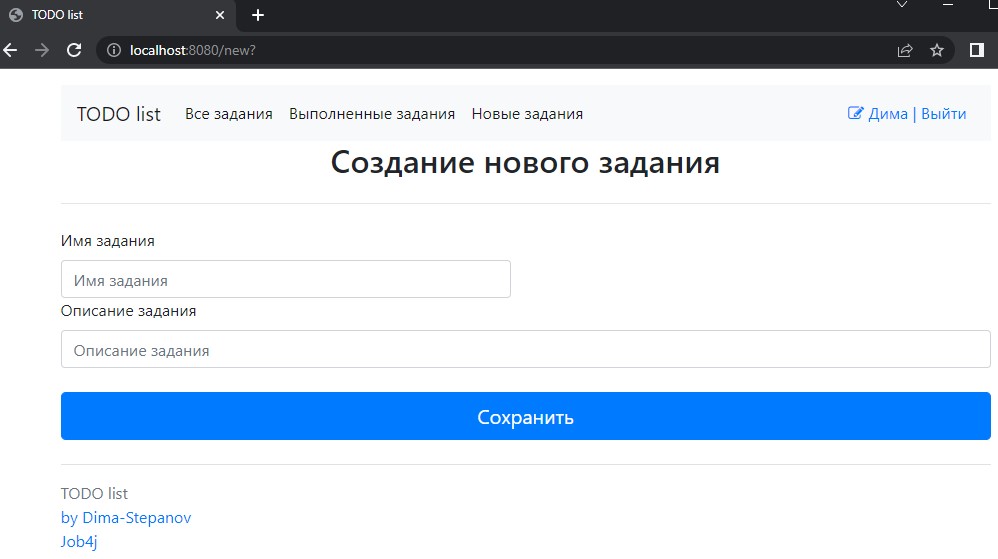 TODO list
localhost:8080/new?
TODO list Все задания Выполненные задания Новые задания Дима | Выйти
Создание нового задания
Имя задания
Имя задания
Описание задания
Описание задания
Сохранить
TODO list
by Dima-Stepanov
Job4j